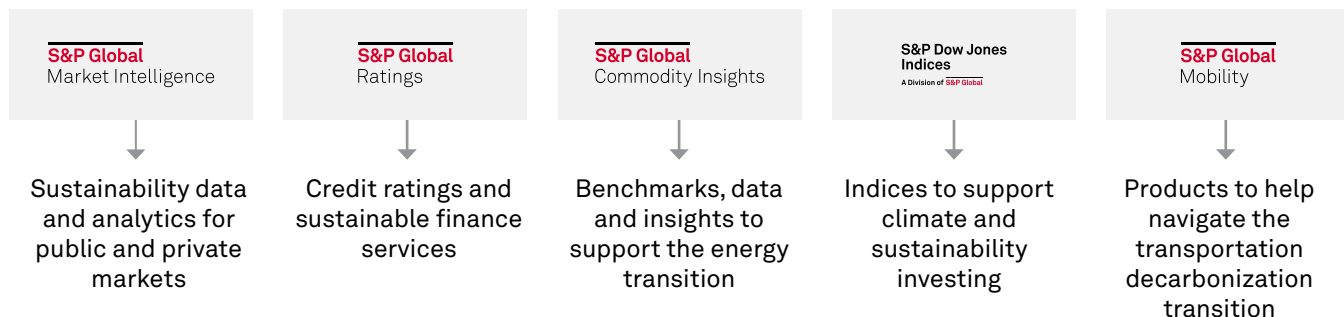 S&P Global
Market Intelligence
Sustainability data
and analytics for
public and private
markets
S&P Global
Ratings
Credit ratings and
sustainable finance
services
S&P Global
Commodity Insights
Benchmarks, data
and insights to
support the energy
transition
S&P Dow Jones
Indices
A Division of S&P Global
Indices to support
climate and
sustainability
investing
S&P Global
Mobility
Products to help
navigate the
transportation
decarbonization
transition